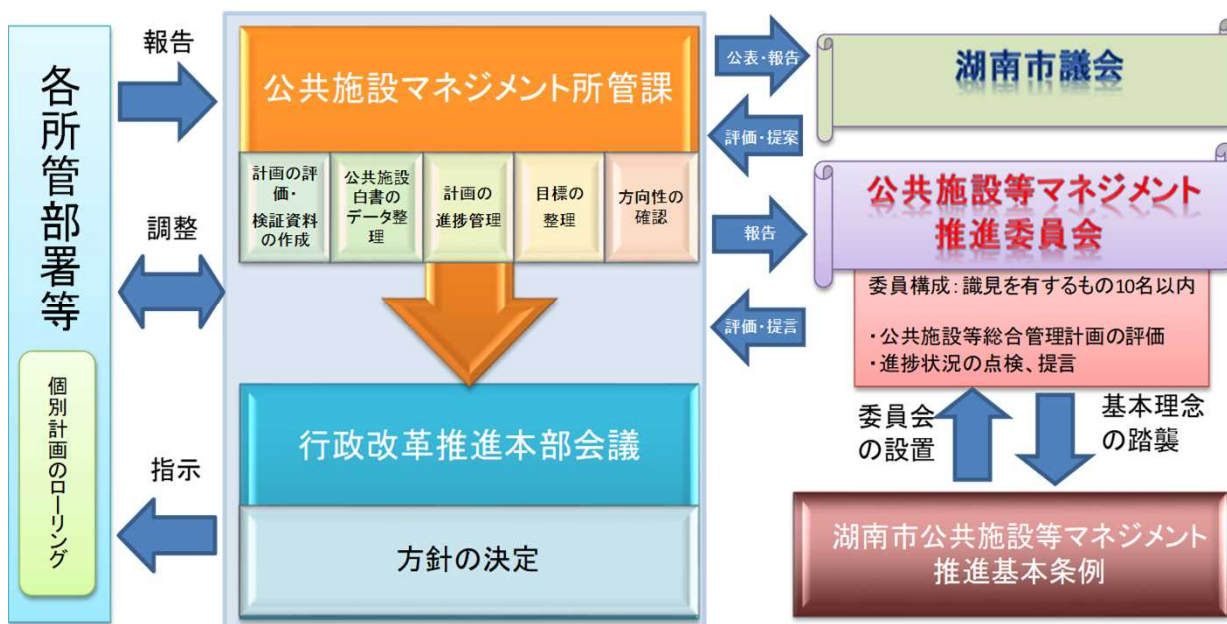 各所管部署等
個別計画のローリング
報告
調整
指示
公共施設マネジメント所管課
計画の評
価・
検証資料
の作成
公共施設
白書の
データ整
理
計画の
進捗管理
目標の
整理
方向性の
確認
行政改革推進本部会議
方針の決定
公表・報告
評価・提案
報告
評価・提言
湖南市議会
公共施設等マネジメント
推進委員会
委員構成：識見を有するもの10名以内
・公共施設等総合管理計画の評価
・進捗状況の点検、提言
委員会
の設置
基本理念
の踏襲
湖南市公共施設等マネジメント
推進基本条例